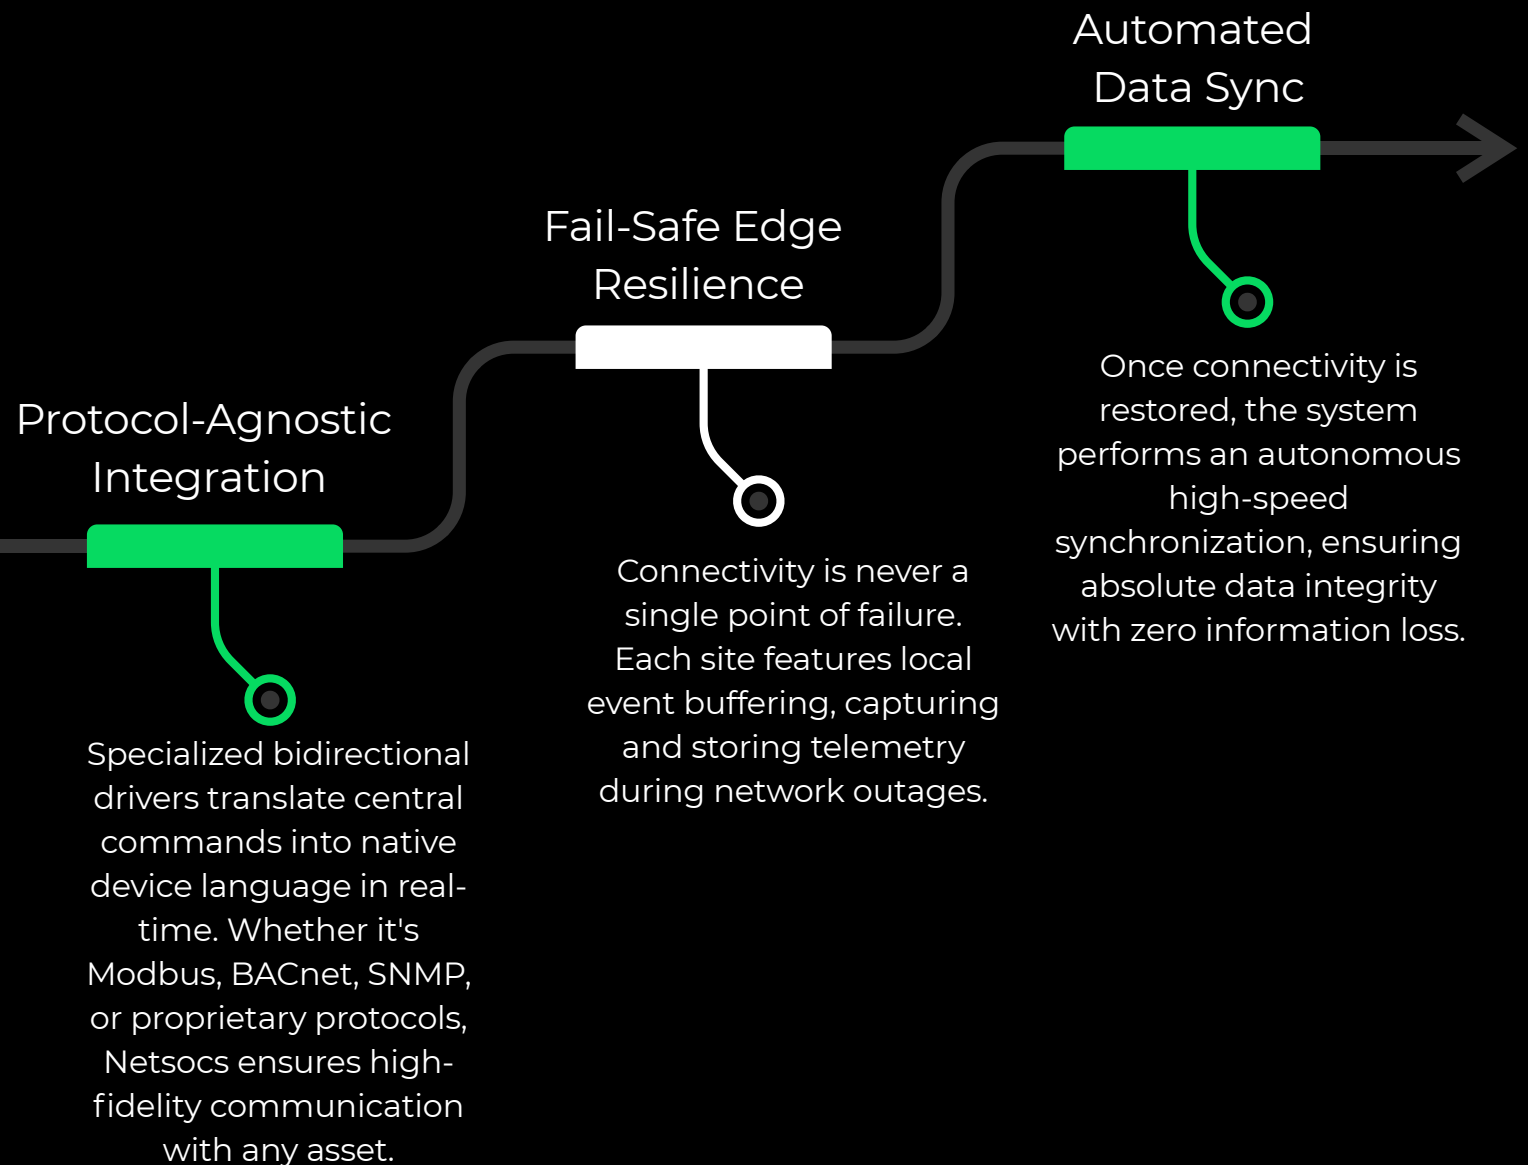 Protocol-Agnostic
Integration
Specialized bidirectional
drivers translate central
commands into native
device language in real-
time. Whether it's
Modbus, BACnet, SNMP,
or proprietary protocols,
Netsocs ensures high-
fidelity communication
with any asset.
Fail-Safe Edge
Resilience
Connectivity is never a
single point of failure.
Each site features local
event buffering, capturing
and storing telemetry
during network outages.
Automated
Data Sync
Once connectivity is
restored, the system
performs an autonomous
high-speed
synchronization, ensuring
absolute data integrity
with zero information loss.